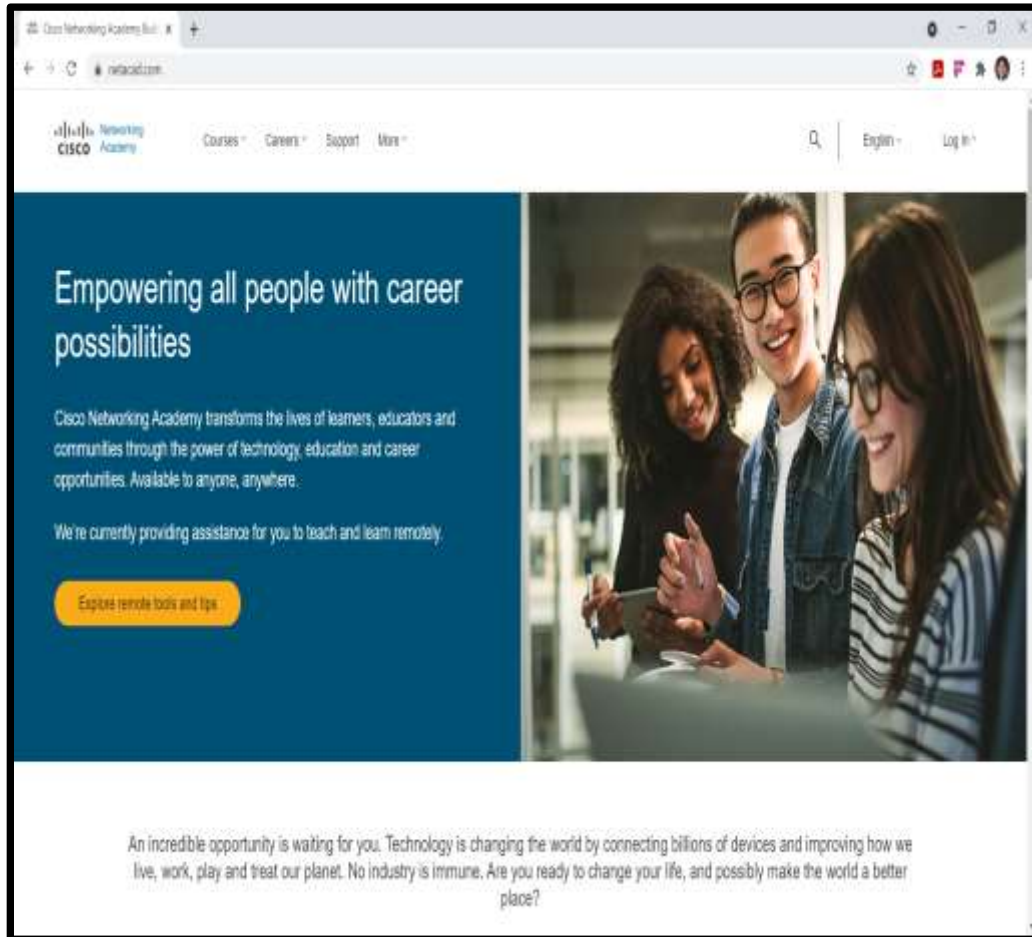 Cisco Networking Academy Buil
netacad.com
CISCO Networking Academy
Courses Careers Support More English Log In
Empowering all people with career
possibilities
Cisco Networking Academy transforms the lives of learners, educators and
communities through the power of technology, education and career
opportunities. Available to anyone, anywhere.
We're currently providing assistance for you to teach and learn remotely.
Explore remote tools and tips
An incredible opportunity is waiting for you. Technology is changing the world by connecting billions of devices and improving how we
live, work, play and treat our planet. No industry is immune. Are you ready to change your life, and possibly make the world a better
place?